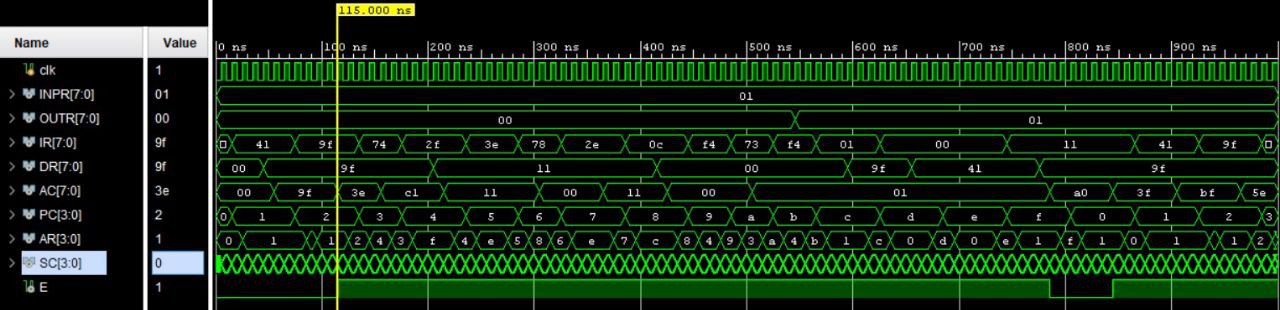 115.000 ns
Name Value
0 ns 100 ns 200 ns 300 ns 400 ns 500 ns 600 ns 700 ns 800 ns 900 ns
clk 1
INPR[7:0] 01 01
OUTR[7:0] 00 00 01
IR[7:0] 9f 41 9f 74 2f 3e 78 2e 0c f4 73 f4 01 00 11 41 9f
DR[7:0] 9f 00 9f 11 00 9f 41 9f
AC[7:0] 3e 00 9f 3e c1 11 00 11 00 01 a0 3f bf 5e
PC[3:0] 2 0 1 2 3 4 5 6 7 8 9 a b c d e f 0 1 2 3
AR[3:0] 1 0 1 1 2 4 3 f 4 e 5 8 6 e 7 c 8 4 9 3 a 4 b 1 c 0 d 0 e 1 f 1 0 1 1 2
SC[3:0] 0
E 1